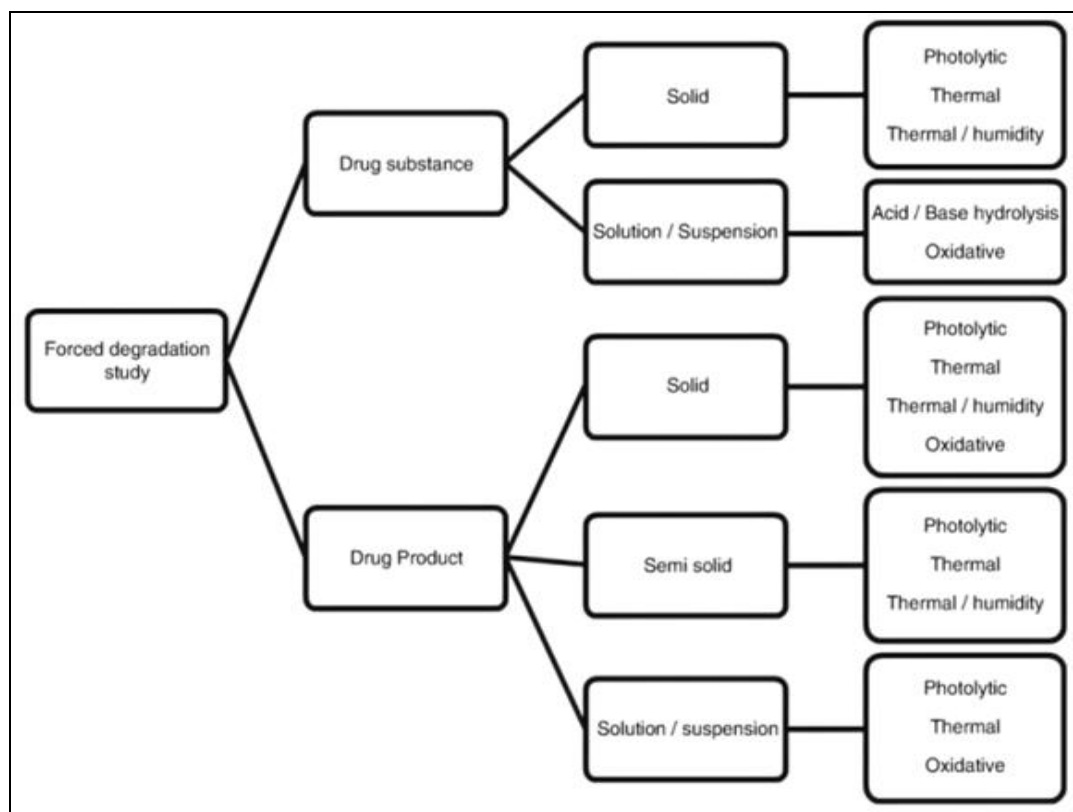 Forced degradation
study
Drug substance
Solid
Photolytic
Thermal
Thermal / humidity
Solution / Suspension
Acid / Base hydrolysis
Oxidative
Drug Product
Solid
Photolytic
Thermal
Thermal / humidity
Oxidative
Semi solid
Photolytic
Thermal
Thermal / humidity
Solution / suspension
Photolytic
Thermal
Oxidative